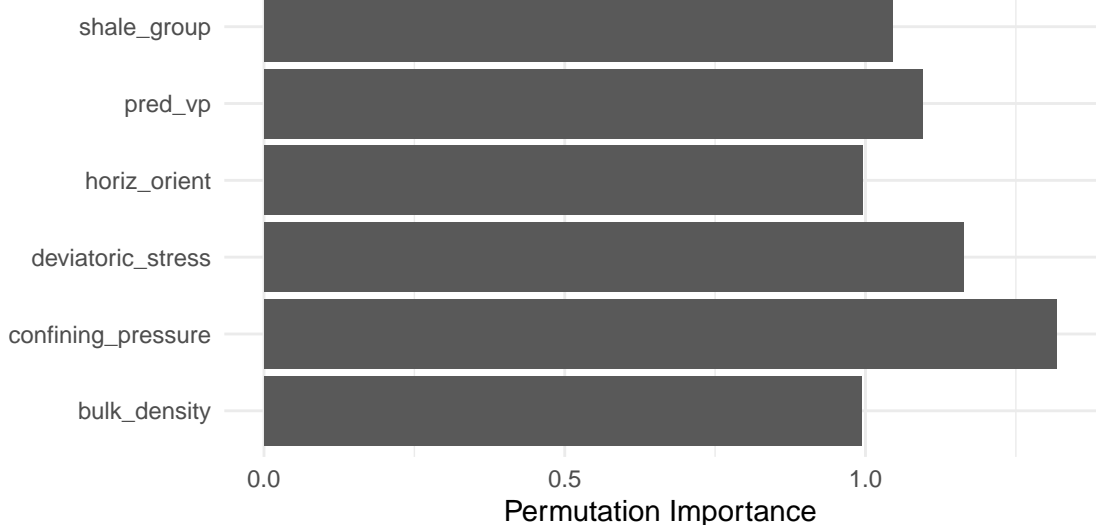 shale_group
pred_vp
horiz_orient
deviatoric_stress
confining_pressure
bulk_density
0.0 0.5 1.0
Permutation Importance